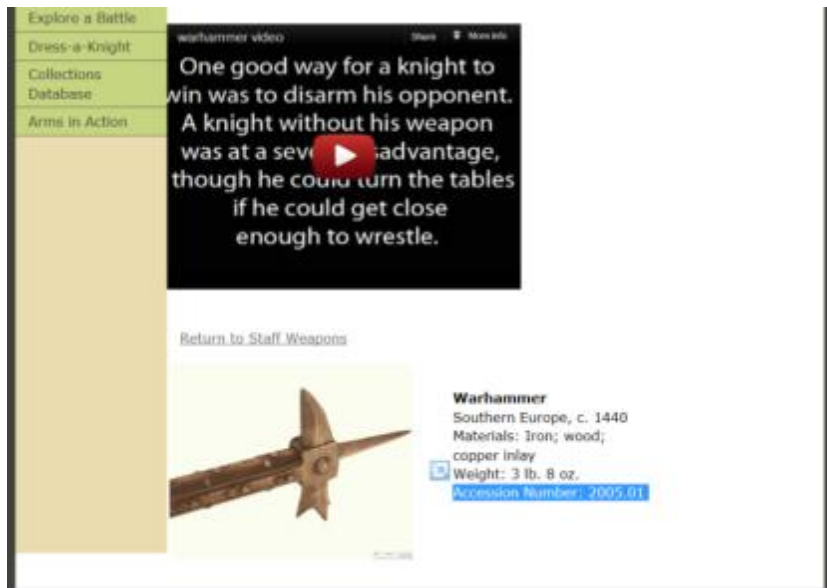 Explore a Battle
Dress-a-Knight
Collections
Database
Arms in Action
warhammer video
Share
More info
One good way for a knight to
win was to disarm his opponent.
A knight without his weapon
was at a
though he could turn the tables
if he could get close
enough to wrestle.
Return to Staff Weapons
Warhammer
Southern Europe, c. 1440
Materials: Iron; wood;
copper inlay
Weight: 3 lb. 8 oz.
Accession Number: 2005.01